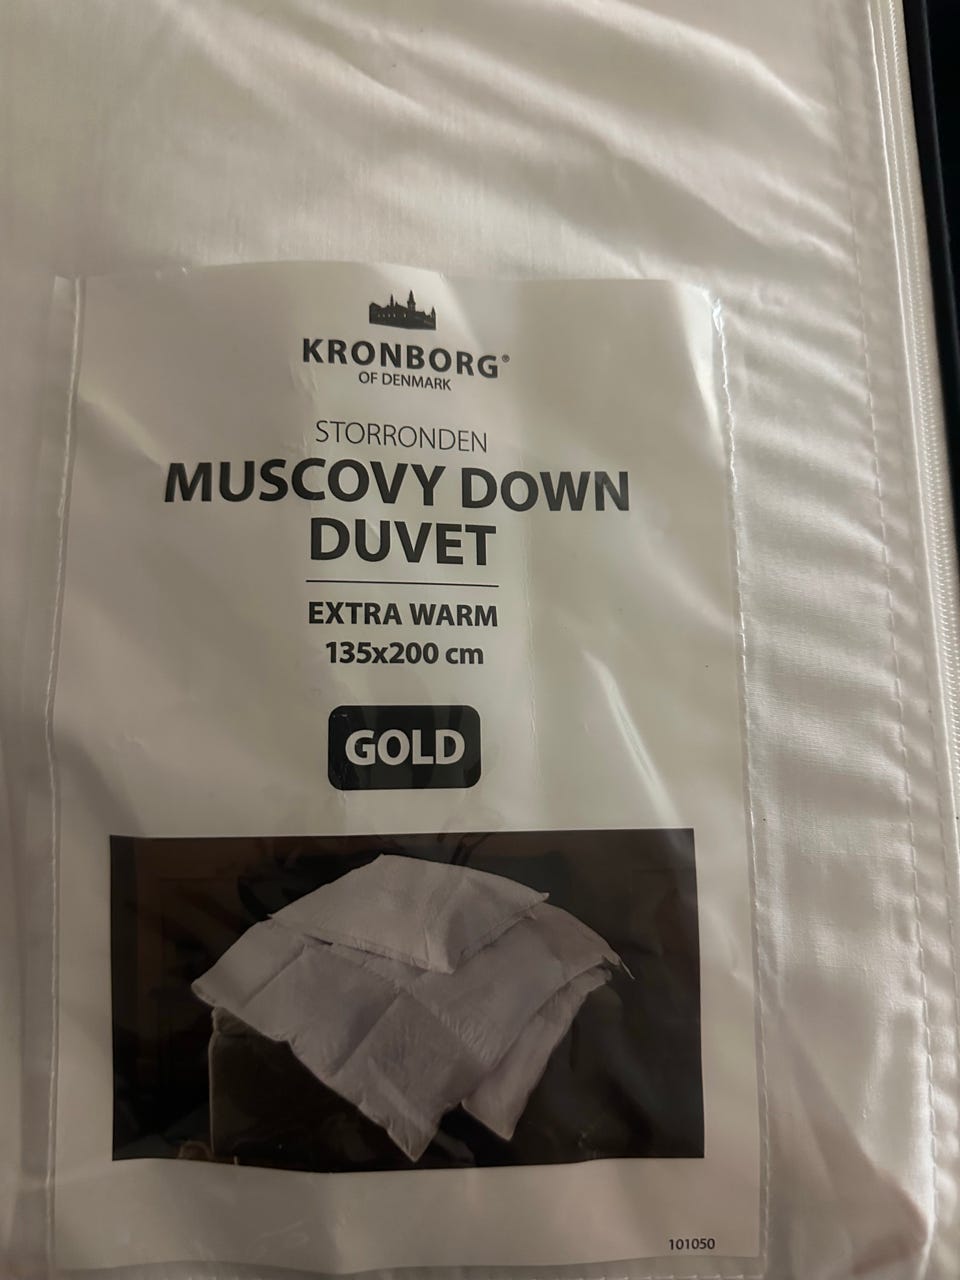 KRONBORG®
OF DENMARK
STORRONDEN
MUSCOVY DOWN
DUVET
EXTRA WARM
135x200 cm
GOLD
101050